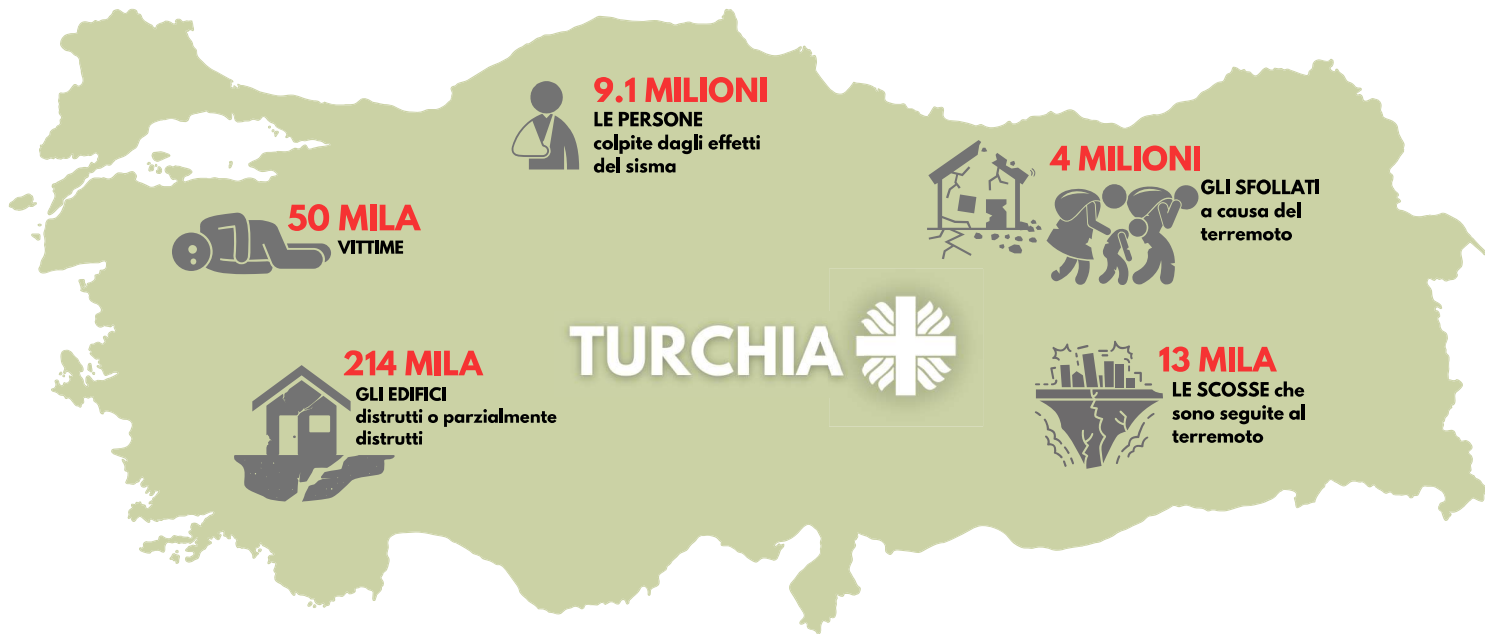 9.1 MILIONI
LE PERSONE
colpite dagli effetti
del sisma
4 MILIONI
GLI SFOLLATI
a causa del
terremoto
50 MILA
VITTIME
TURCHIA
214 MILA
GLI EDIFICI
distrutti o parzialmente
distrutti
13 MILA
LE SCOSSE che
sono seguite al
terremoto